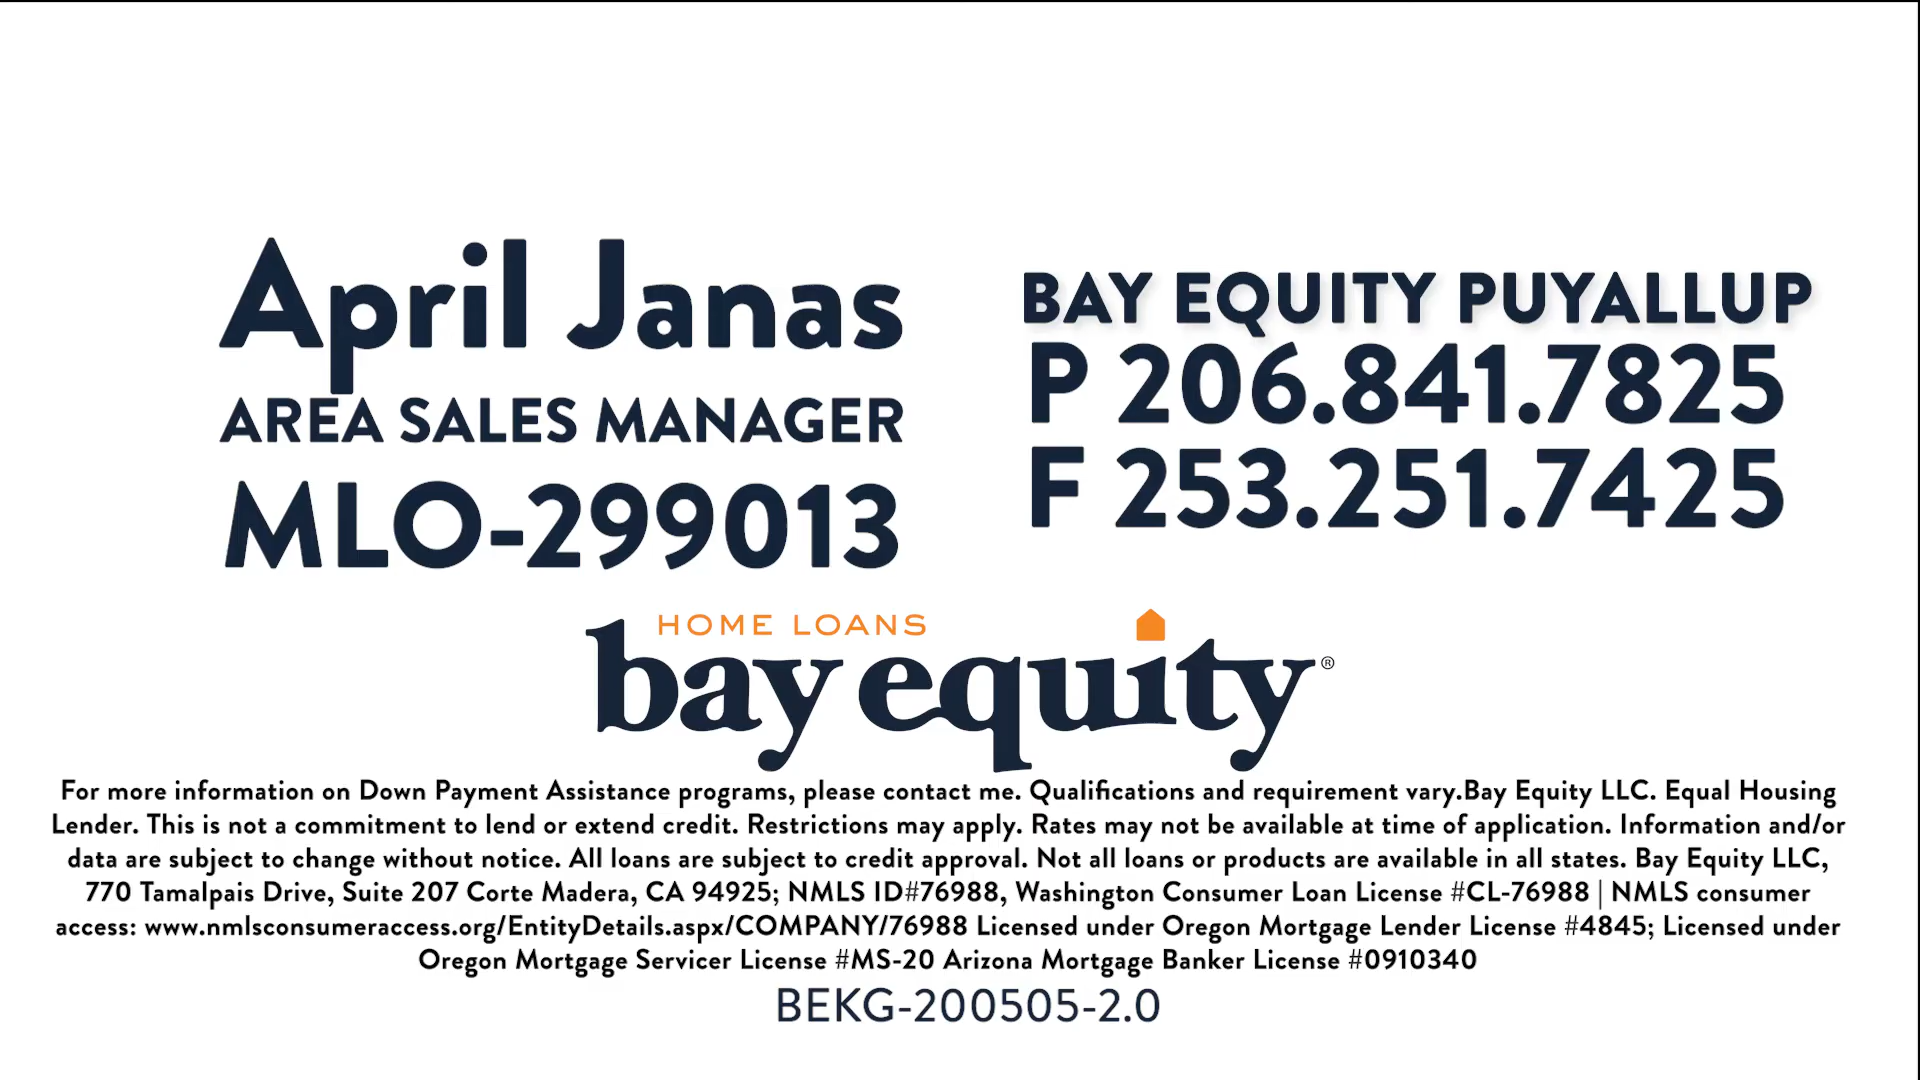 April Janas
AREA SALES MANAGER
MLO-299013
BAY EQUITY PUYALLUP
P 206.841.7825
F 253.251.7425
HOME LOANS
bay equity®
For more information on Down Payment Assistance programs, please contact me. Qualifications and requirement vary.Bay Equity LLC. Equal Housing
Lender. This is not a commitment to lend or extend credit. Restrictions may apply. Rates may not be available at time of application. Information and/or
data are subject to change without notice. All loans are subject to credit approval. Not all loans or products are available in all states. Bay Equity LLC,
770 Tamalpais Drive, Suite 207 Corte Madera, CA 94925; NMLS ID#76988, Washington Consumer Loan License #CL-76988 | NMLS consumer
access: www.nmlsconsumeraccess.org/EntityDetails.aspx/COMPANY/76988 Licensed under Oregon Mortgage Lender License #4845; Licensed under
Oregon Mortgage Servicer License #MS-20 Arizona Mortgage Banker License #0910340
BEKG-200505-2.0